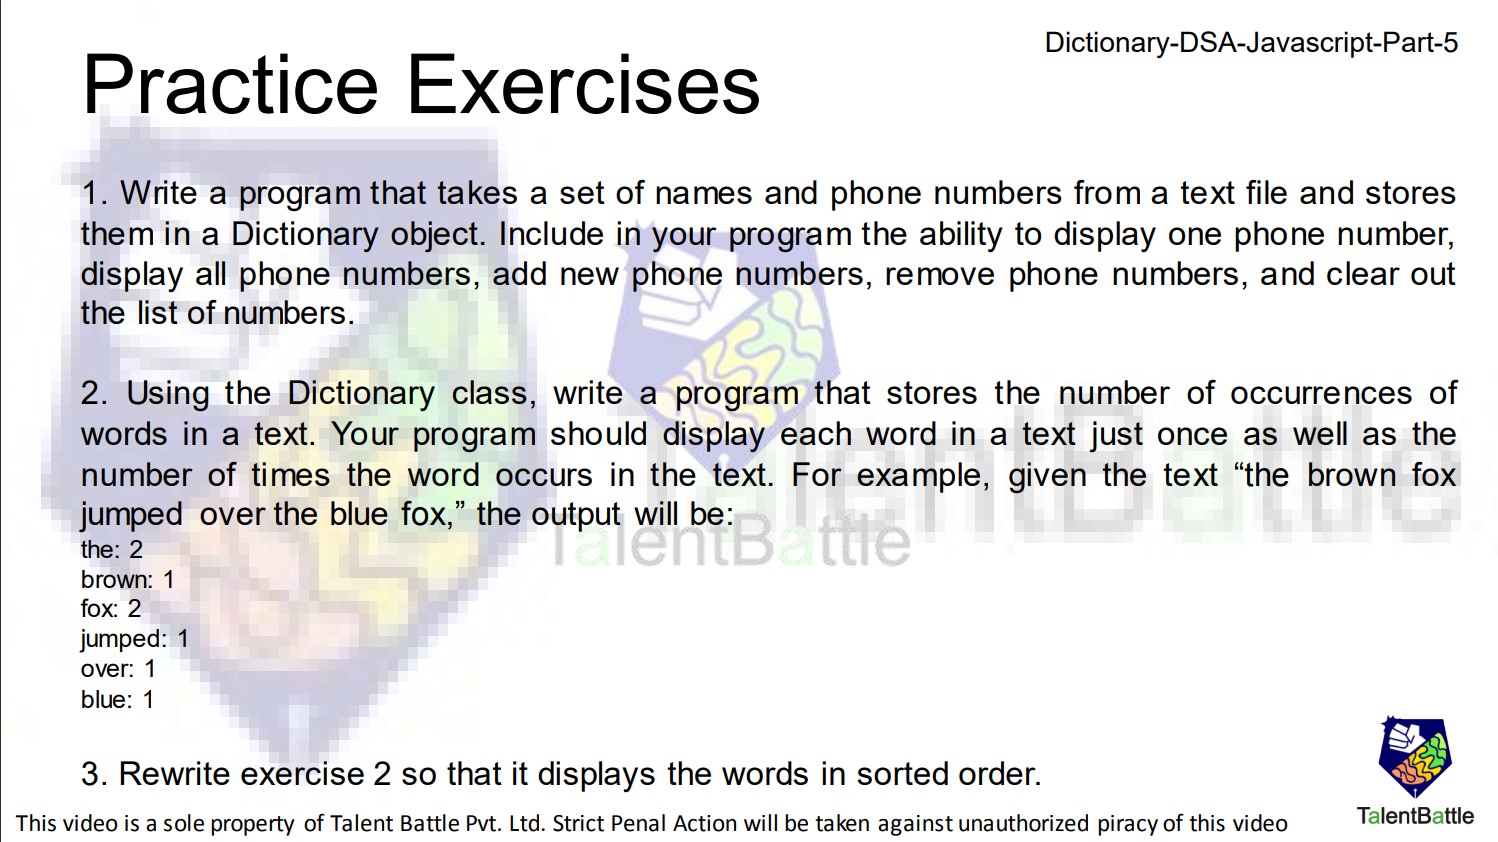 Dictionary-DSA-Javascript-Part-5
Practice Exercises
1. Write a program that takes a set of names and phone numbers from a text file and stores
them in a Dictionary object. Include in your program the ability to display one phone number,
display all phone numbers, add new phone numbers, remove phone numbers, and clear out
the list of numbers.
2. Using the Dictionary class, write a program that stores the number of occurrences of
words in a text. Your program should display each word in a text just once as well as the
number of times the word occurs in the text. For example, given the text “the brown fox
jumped over the blue fox,” the output will be:
the: 2
brown: 1
fox: 2
jumped: 1
over: 1
blue: 1
3. Rewrite exercise 2 so that it displays the words in sorted order.
TalentBattle
TalentBattle
TalentBattle
This video is a sole property of Talent Battle Pvt. Ltd. Strict Penal Action will be taken against unauthorized piracy of this video